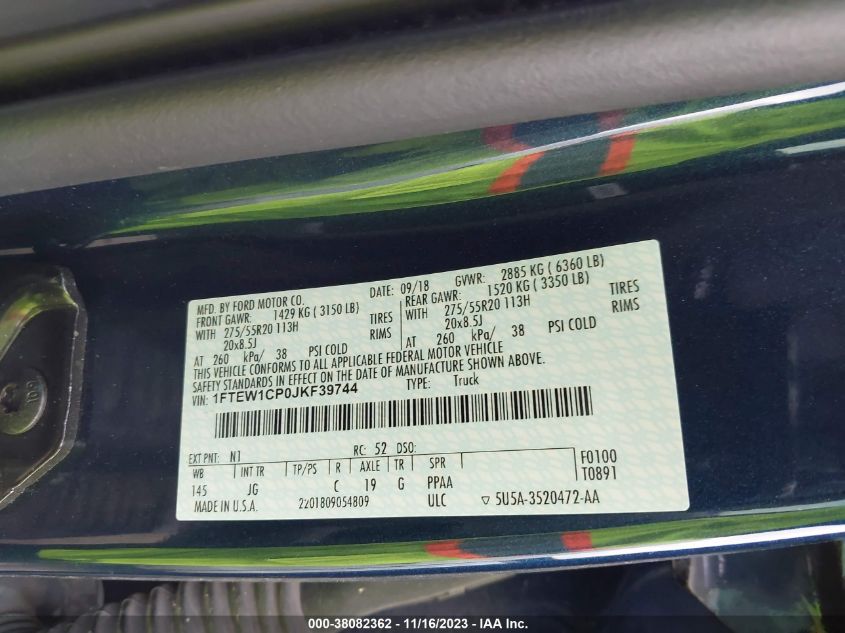 MFD. BY FORD MOTOR CO.
DATE: 09/18 GVWR: 2885 KG ( 6360 LB)
FRONT GAWR: 1429 KG ( 3150 LB) REAR GAWR: 1520 KG ( 3350 LB)
WITH 275/55R20 113H TIRES WITH 275/55R20 113H TIRES
20x8.5J RIMS 20x8.5J RIMS
AT 260 kPa/ 38 PSI COLD AT 260 kPa/ 38 PSI COLD
THIS VEHICLE CONFORMS TO ALL APPLICABLE FEDERAL MOTOR VEHICLE
SAFETY STANDARDS IN EFFECT ON THE DATE OF MANUFACTURE SHOWN ABOVE.
VIN: 1FTEW1CP0JKF39744 TYPE: Truck
EXT PNT: N1 RC: 52 DSO: F0100
WB INT TR TP/PS R AXLE TR SPR T0891
145 JG C 19 G PPAA
MADE IN U.S.A. 2201809054809 ULC 5U5A-3520472-AA
000-38082362 - 11/16/2023 - IAA Inc.